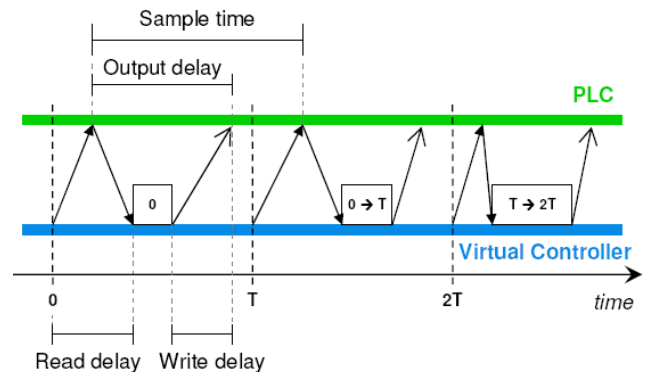 Sample time
Output delay
PLC
0
0 → T
T → 2T
Virtual Controller
0
T
2T
time
Read delay
Write delay